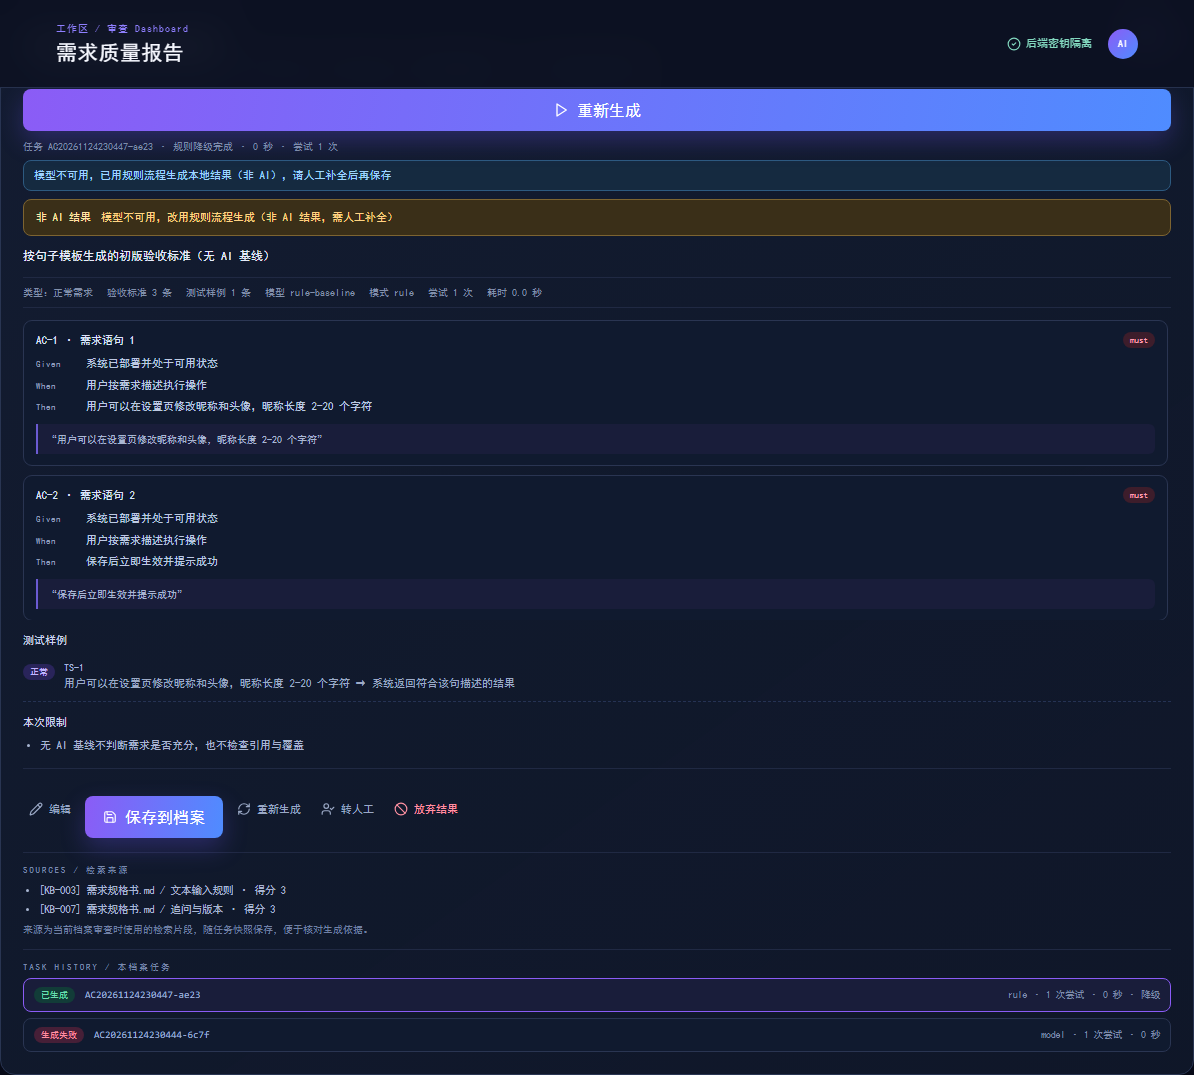 工作区 / 审查 Dashboard
需求质量报告
后端密钥隔离
AI
重新生成
任务 AC20261124230447-ae23 · 规则降级完成 · 0 秒 · 尝试 1 次
模型不可用，已用规则流程生成本地结果（非 AI），请人工补全后再保存
非 AI 结果 模型不可用，改用规则流程生成（非 AI 结果，需人工补全）
按句子模板生成的初版验收标准（无 AI 基线）
类型：正常需求 验收标准 3 条 测试样例 1 条 模型 rule-baseline 模式 rule 尝试 1 次 耗时 0.0 秒
AC-1 · 需求语句 1
must
Given 系统已部署并处于可用状态
When 用户按需求描述执行操作
Then 用户可以在设置页修改昵称和头像，昵称长度 2-20 个字符
“用户可以在设置页修改昵称和头像，昵称长度 2-20 个字符”
AC-2 · 需求语句 2
must
Given 系统已部署并处于可用状态
When 用户按需求描述执行操作
Then 保存后立即生效并提示成功
“保存后立即生效并提示成功”
测试样例
正常
TS-1
用户可以在设置页修改昵称和头像，昵称长度 2-20 个字符 → 系统返回符合该句描述的结果
本次限制
• 无 AI 基线不判断需求是否充分，也不检查引用与覆盖
编辑 保存到档案 重新生成 转人工 放弃结果
SOURCES / 检索来源
• [KB-003] 需求规格书.md / 文本输入规则 · 得分 3
• [KB-007] 需求规格书.md / 追问与版本 · 得分 3
来源为当前档案审查时使用的检索片段，随任务快照保存，便于核对生成依据。
TASK HISTORY / 本档案任务
已生成 AC20261124230447-ae23 rule · 1 次尝试 · 0 秒 · 降级
生成失败 AC20261124230444-6c7f model · 1 次尝试 · 0 秒